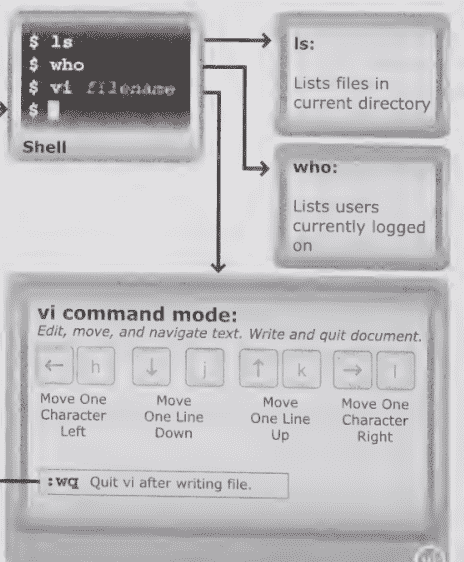 $ ls
$ who
$ vi filename
$
Shell
ls:
Lists files in
current directory
who:
Lists users
currently logged
on
vi command mode:
Edit, move, and navigate text. Write and quit document.
← h ↓ j ↑ k → l
Move One
Character
Left
Move
One Line
Down
Move
One Line
Up
Move One
Character
Right
:wq Quit vi after writing file.